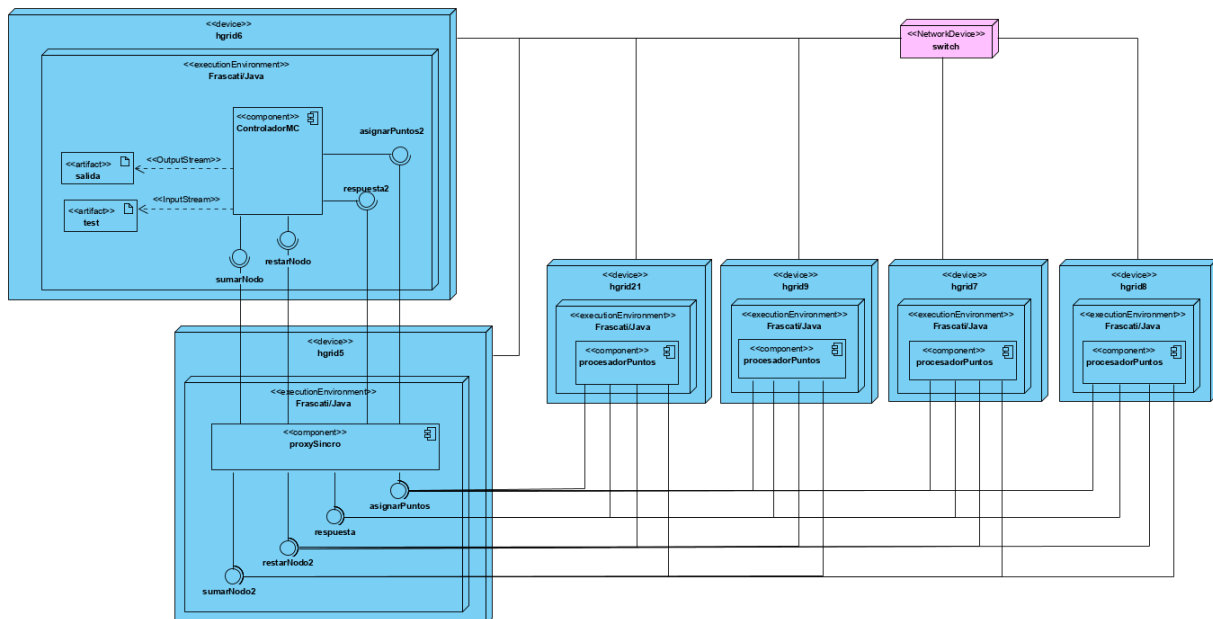 <<device>>
hgrid6
<<executionEnvironment>>
Frascati/Java
<<component>>
ControladorMC
asignarPuntos2
<<OutputStream>>
<<artifact>>
salida
respuesta2
<<InputStream>>
<<artifact>>
test
restarNodo
sumarNodo
<<NetworkDevice>>
switch
<<device>>
hgrid21
<<executionEnvironment>>
Frascati/Java
<<component>>
procesadorPuntos
<<device>>
hgrid9
<<executionEnvironment>>
Frascati/Java
<<component>>
procesadorPuntos
<<device>>
hgrid7
<<executionEnvironment>>
Frascati/Java
<<component>>
procesadorPuntos
<<device>>
hgrid8
<<executionEnvironment>>
Frascati/Java
<<component>>
procesadorPuntos
<<device>>
hgrid5
<<executionEnvironment>>
Frascati/Java
<<component>>
proxySincro
asignarPuntos
respuesta
restarNodo2
sumarNodo2